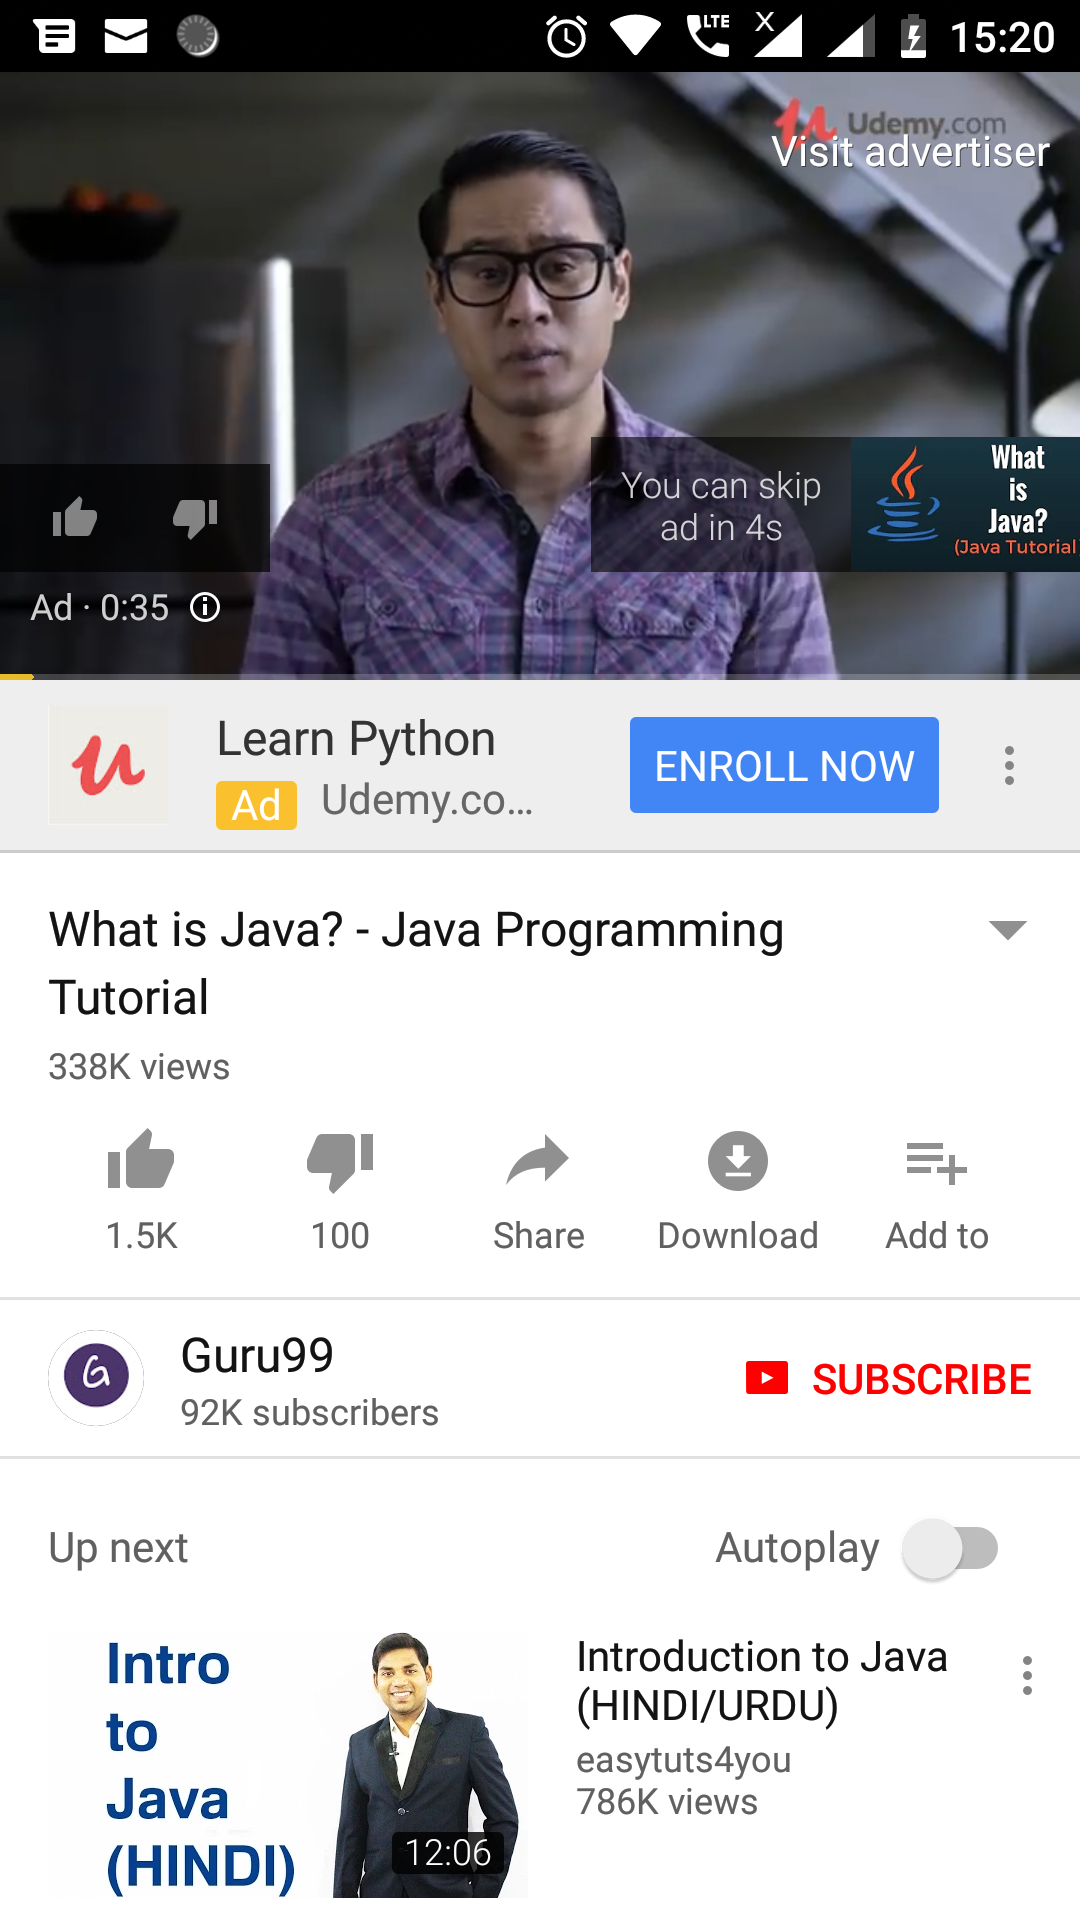 LTE
X
15:20
Udemy.com
Visit advertiser
You can skip
ad in 4s
What
is
Java?
(Java Tutorial
Ad · 0:35
Learn Python
ENROLL NOW
Ad
Udemy.co...
What is Java? - Java Programming
Tutorial
338K views
1.5K
100
Share
Download
Add to
Guru99
92K subscribers
SUBSCRIBE
Up next
Autoplay
Intro
to
Java
(HINDI)
12:06
Introduction to Java
(HINDI/URDU)
easytuts4you
786K views